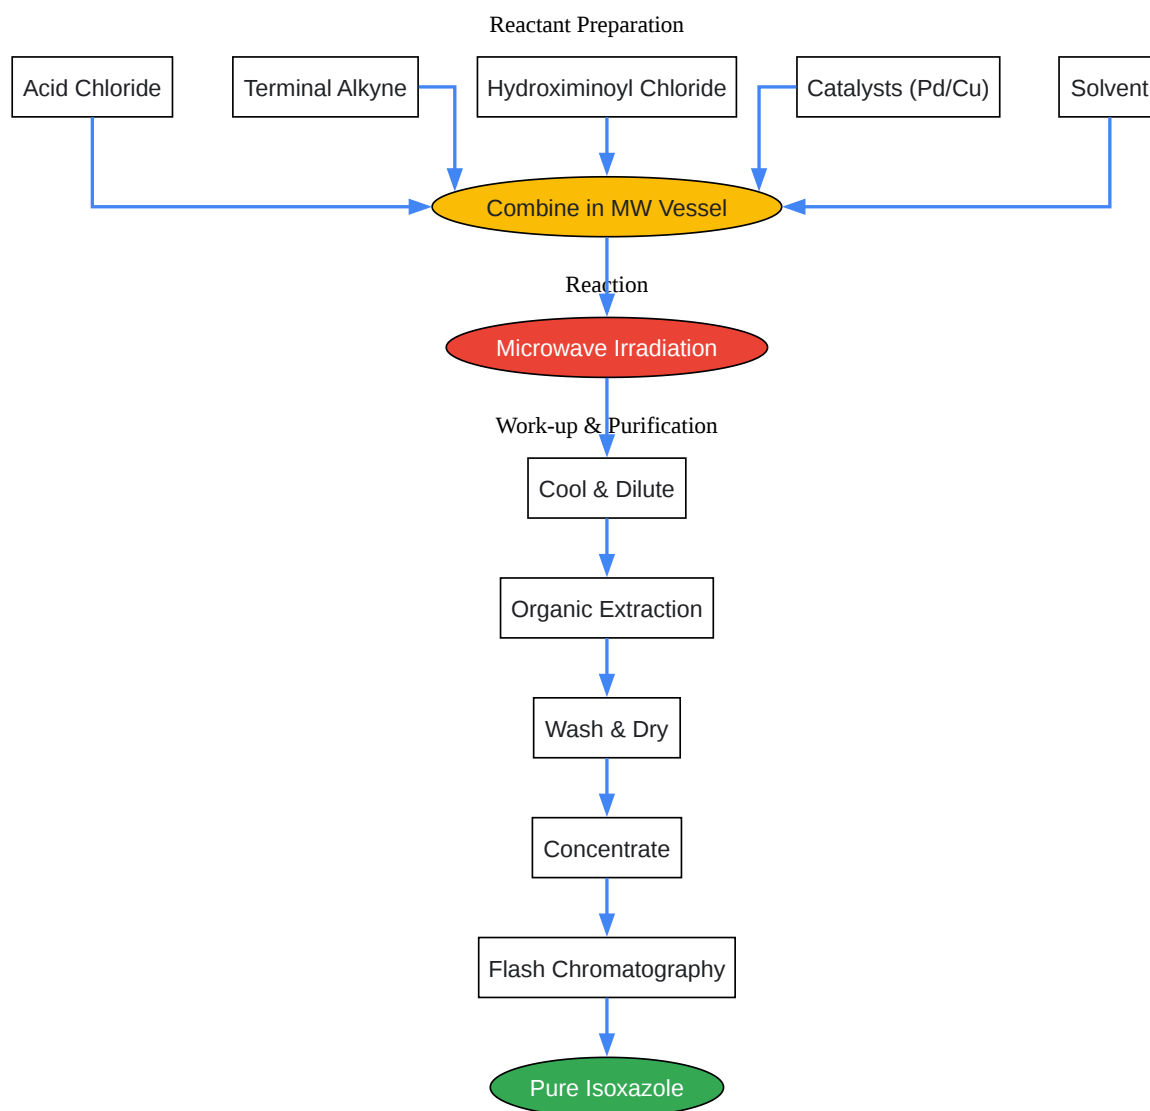 Reactant Preparation
Acid Chloride
Terminal Alkyne
Hydroximinoyl Chloride
Catalysts (Pd/Cu)
Solvent
Combine in MW Vessel
Reaction
Microwave Irradiation
Work-up & Purification
Cool & Dilute
Organic Extraction
Wash & Dry
Concentrate
Flash Chromatography
Pure Isoxazole